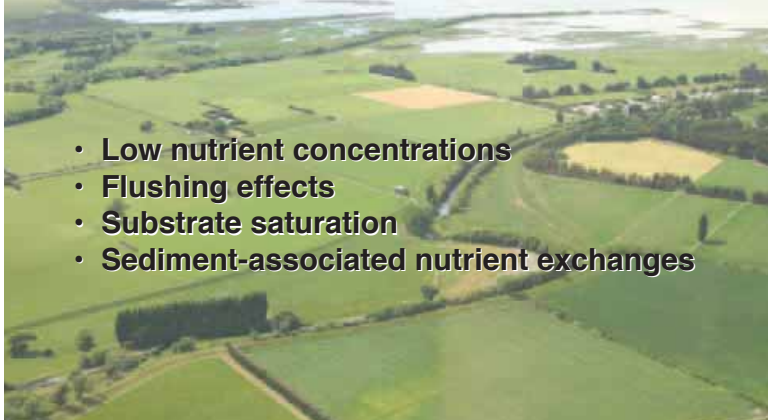 • Low nutrient concentrations
• Flushing effects
• Substrate saturation
• Sediment-associated nutrient exchanges